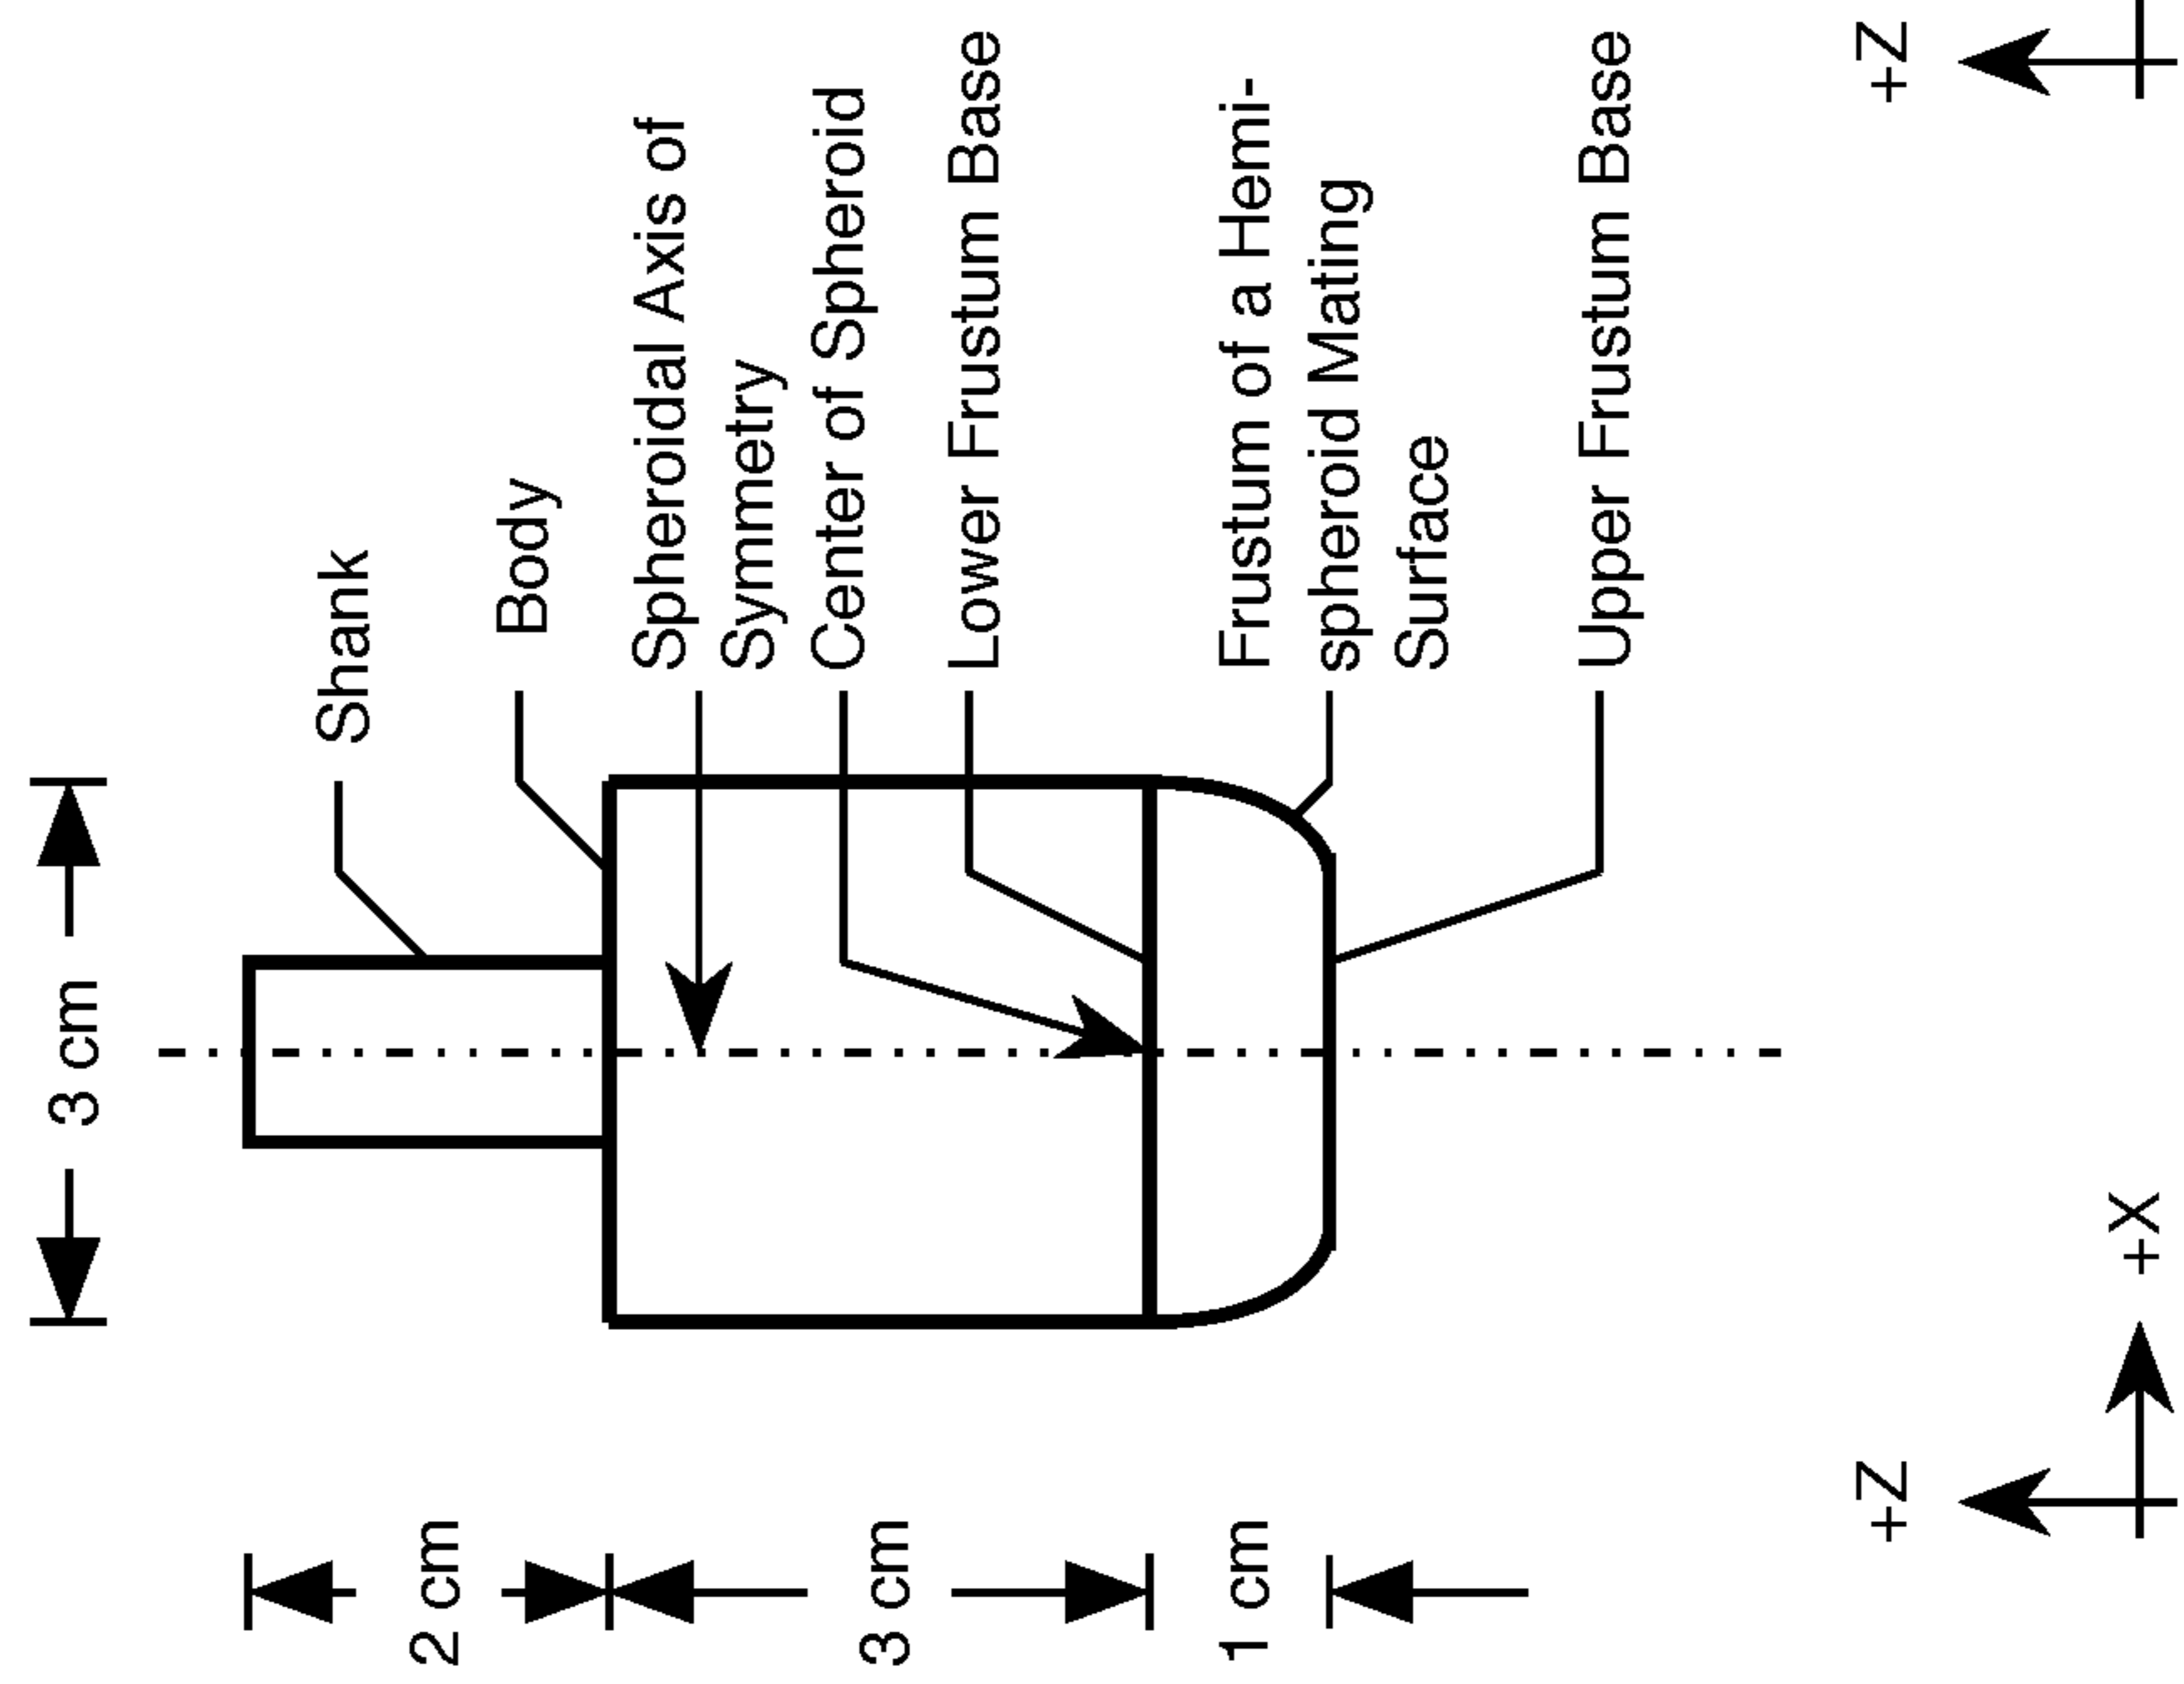 3 cm
Shank
Body
Spheroidal Axis of
Symmetry
Center of Spheroid
Lower Frustum Base
Frustum of a Hemi-
spheroid Mating
Surface
Upper Frustum Base
2 cm
3 cm
1 cm
+Z
+X
+Z